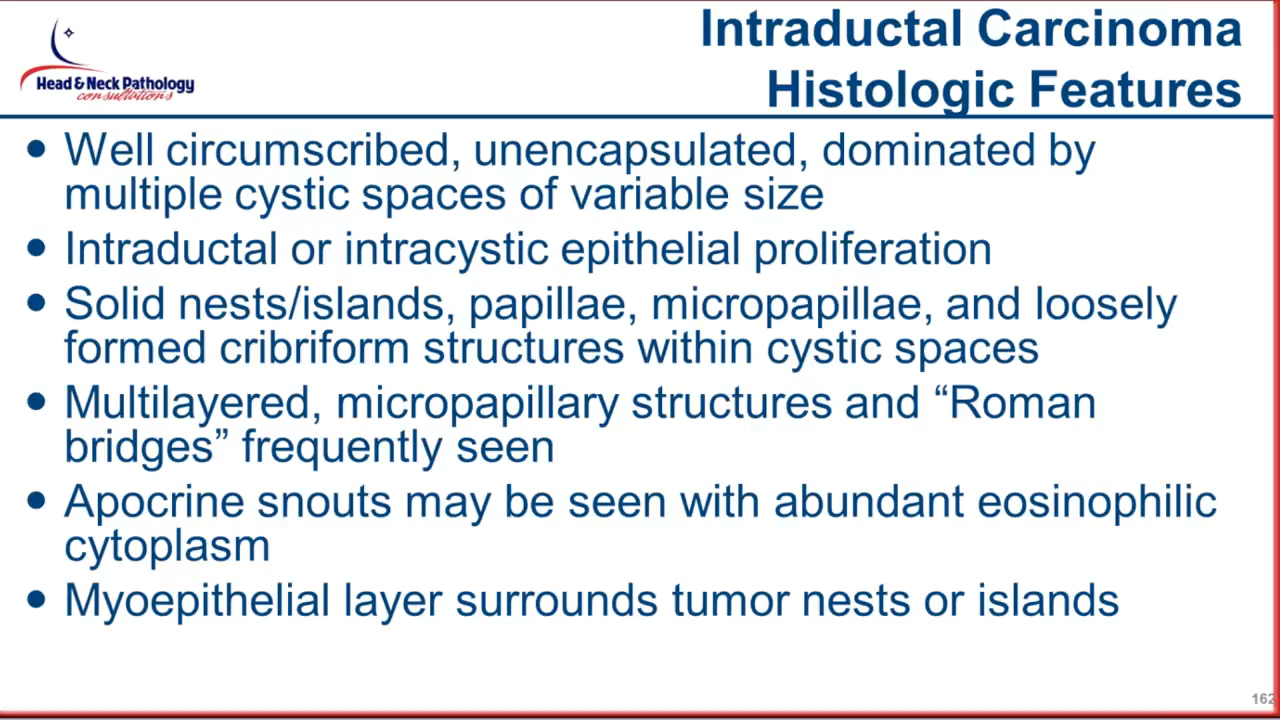 Intraductal Carcinoma
Histologic Features
Head & Neck Pathology
consultations
• Well circumscribed, unencapsulated, dominated by
multiple cystic spaces of variable size
• Intraductal or intracystic epithelial proliferation
• Solid nests/islands, papillae, micropapillae, and loosely
formed cribriform structures within cystic spaces
• Multilayered, micropapillary structures and “Roman
bridges” frequently seen
• Apocrine snouts may be seen with abundant eosinophilic
cytoplasm
• Myoepithelial layer surrounds tumor nests or islands
162